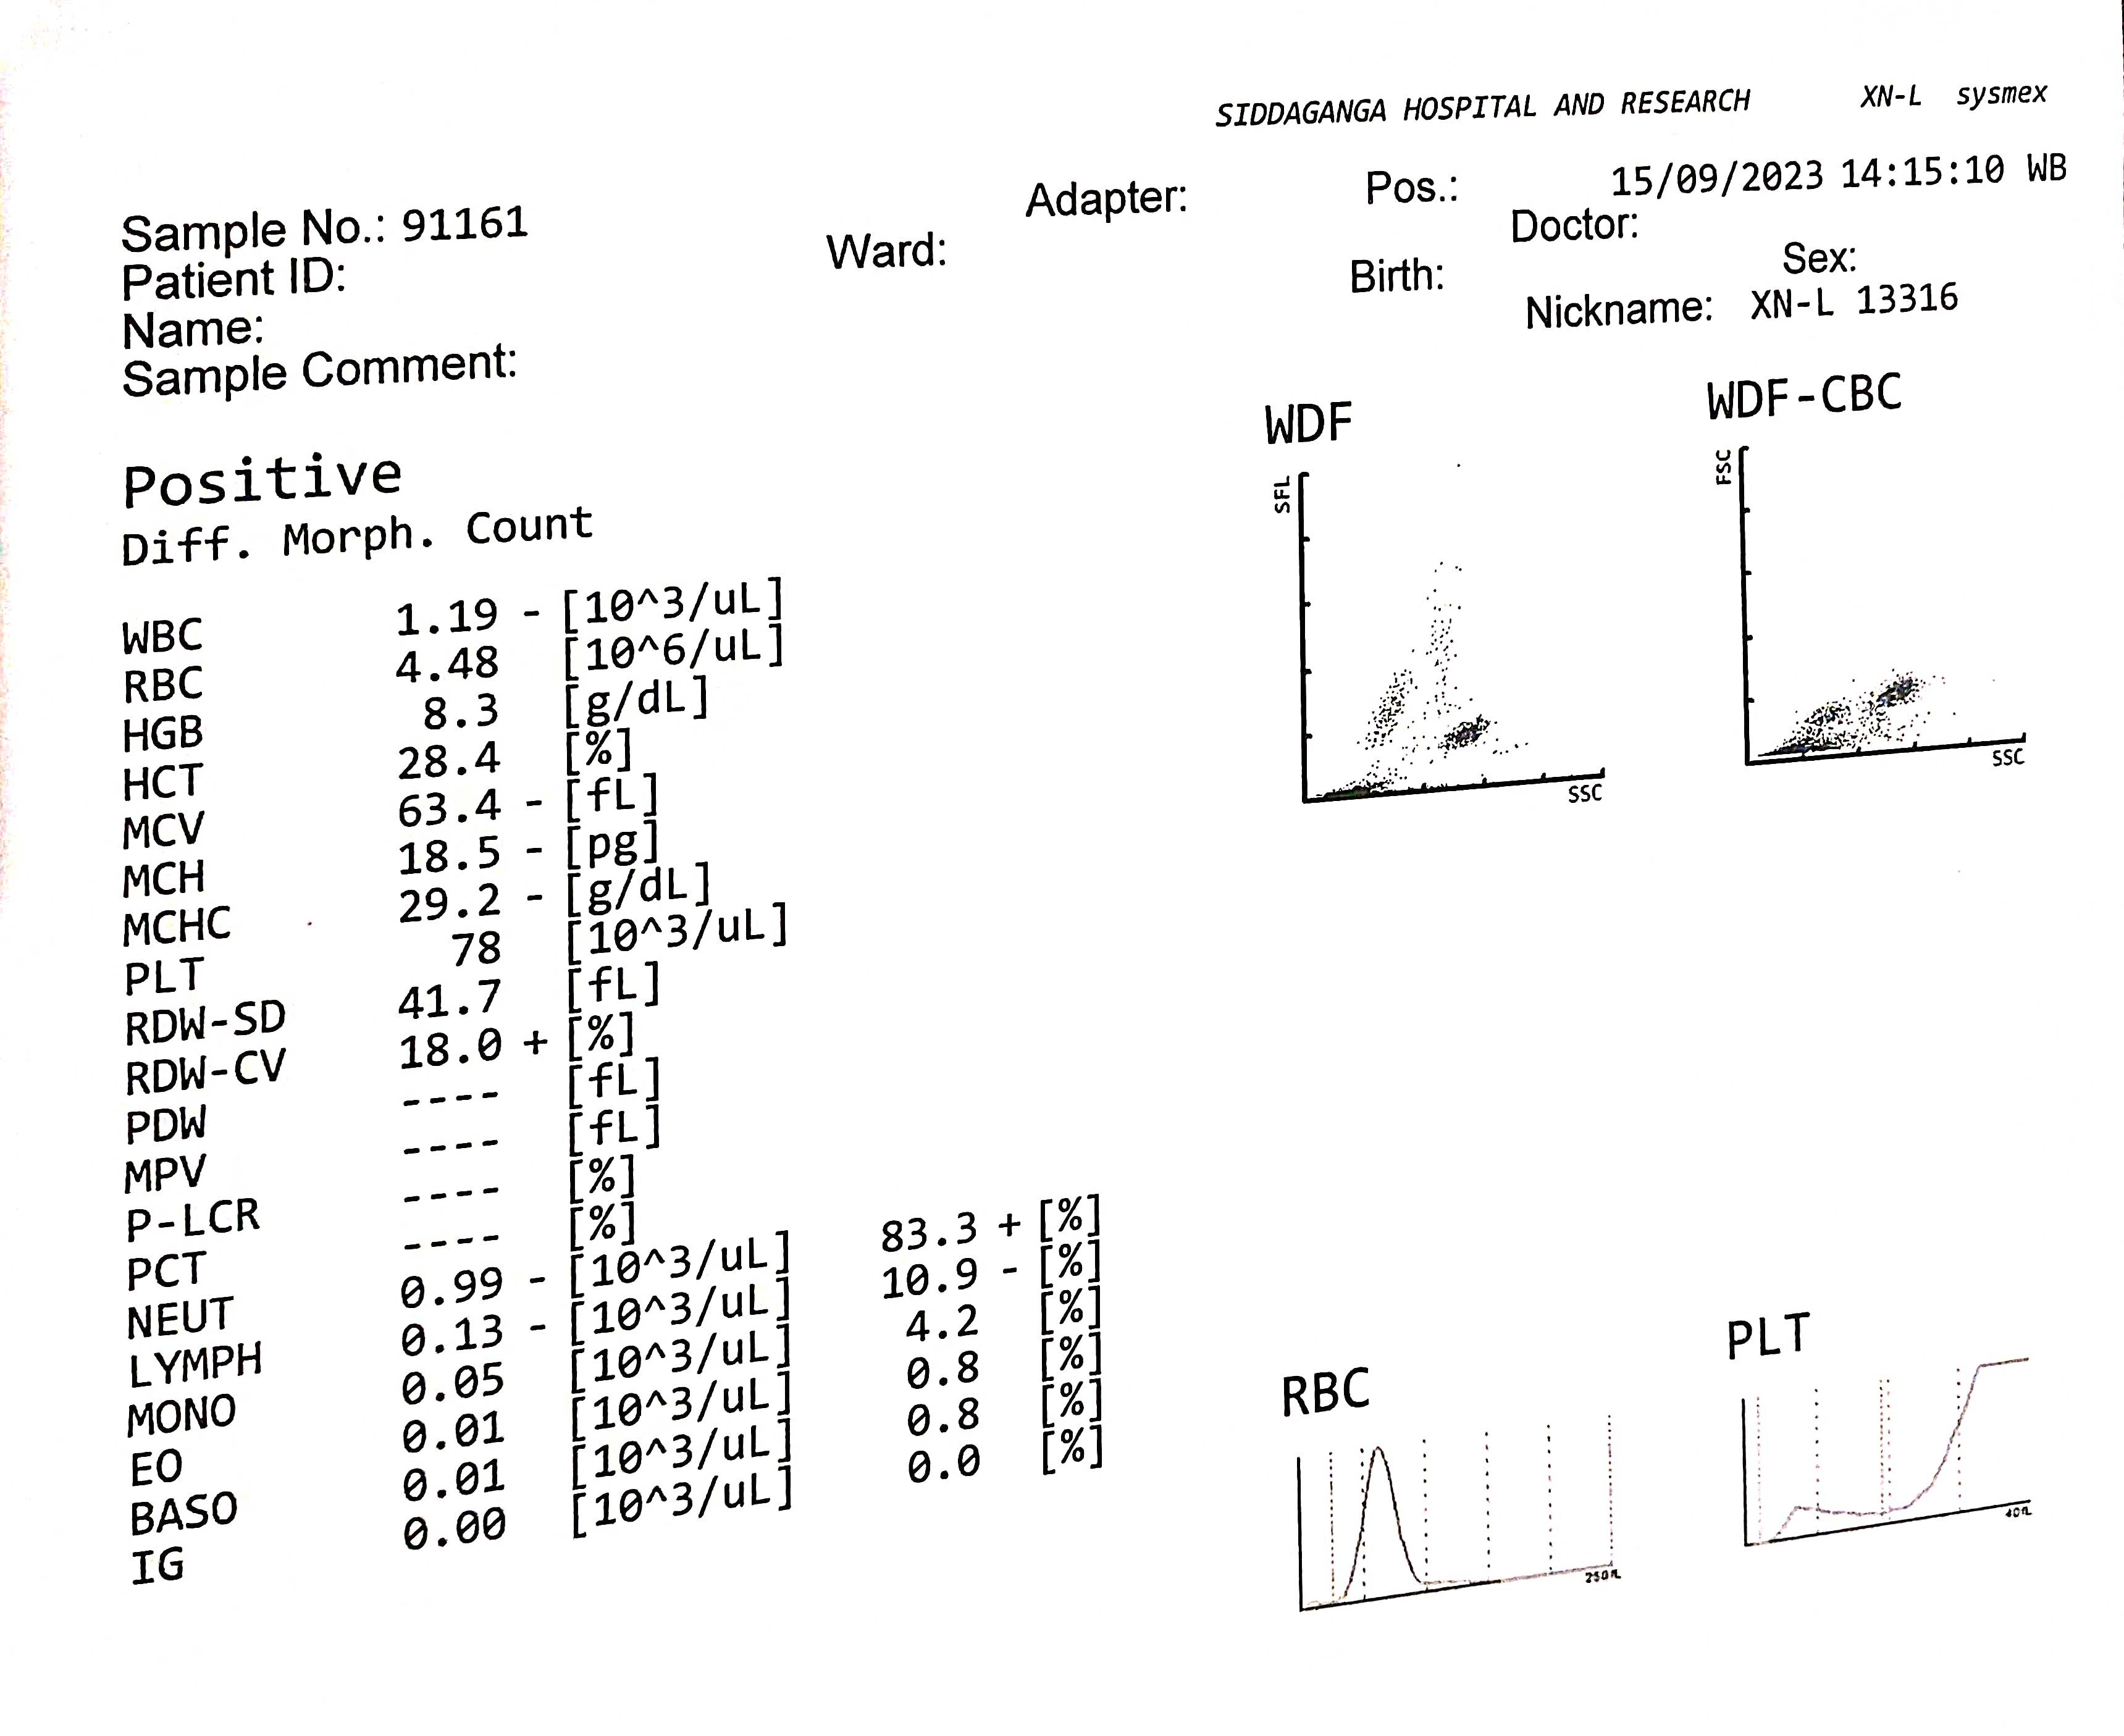 SIDDAGANGA HOSPITAL AND RESEARCH XN-L sysmex
Sample No.: 91161 Adapter: Pos.: 15/09/2023 14:15:10 WB
Patient ID: Ward: Doctor:
Name: Birth: Sex:
Sample Comment: Nickname: XN-L 13316
Positive
Diff. Morph. Count
WBC 1.19 - [10^3/uL]
RBC 4.48 [10^6/uL]
HGB 8.3 [g/dL]
HCT 28.4 [%]
MCV 63.4 - [fL]
MCH 18.5 - [pg]
MCHC 29.2 - [g/dL]
PLT 78 [10^3/uL]
RDW-SD 41.7 [fL]
RDW-CV 18.0 + [%]
PDW ---- [fL]
MPV ---- [fL]
P-LCR ---- [%]
PCT ---- [%]
NEUT 0.99 - [10^3/uL] 83.3 + [%]
LYMPH 0.13 - [10^3/uL] 10.9 - [%]
MONO 0.05 [10^3/uL] 4.2 [%]
EO 0.01 [10^3/uL] 0.8 [%]
BASO 0.01 [10^3/uL] 0.8 [%]
IG 0.00 [10^3/uL] 0.0 [%]
WDF
SFL
SSC
WDF-CBC
FSC
SSC
RBC
250fL
PLT
40fL